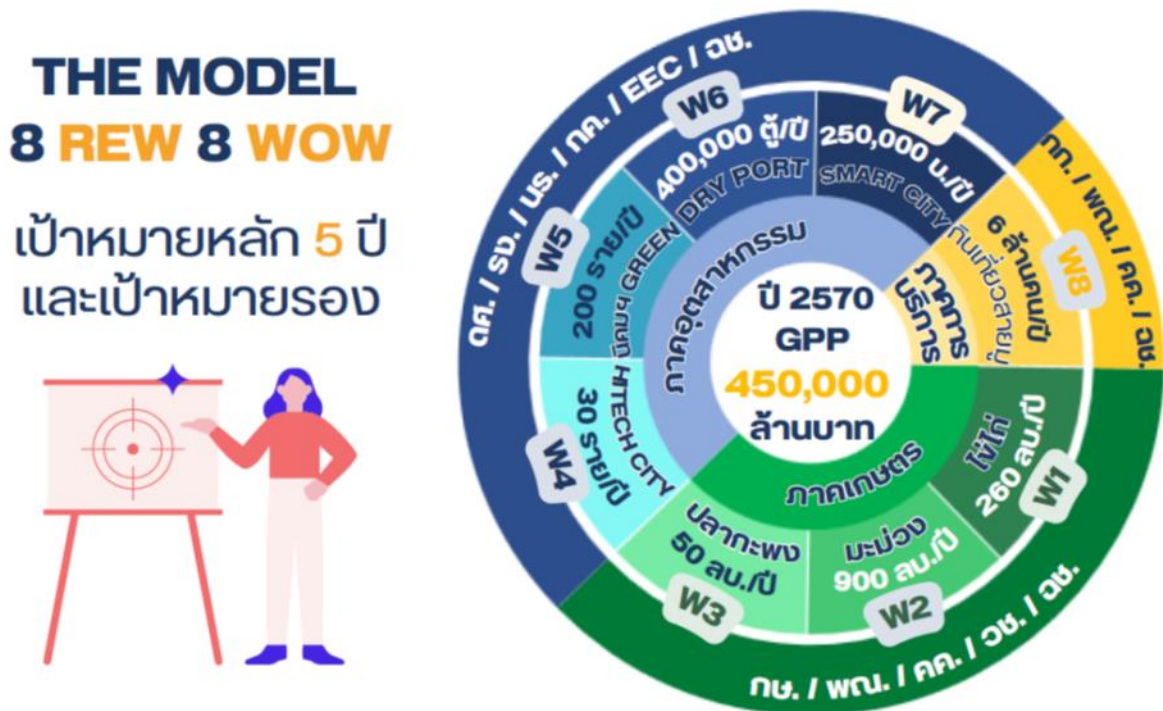 THE MODEL
8 REW 8 WOW
เป้าหมายหลัก 5 ปี
และเป้าหมายรอง
ดศ. / รง. / นร. / กค. / EEC / ฉช.
กก. / พณ. / คค. / ฉช.
กษ. / พณ. / คค. / วช. / ฉช.
ปี 2570
GPP
450,000
ล้านบาท
ภาคอุตสาหกรรม
ภาคการ
บริการ
ภาคเกษตร
W1
ไข่ไก่
260 ลบ./ปี
W2
มะม่วง
900 ลบ./ปี
W3
ปลากะพง
50 ลบ./ปี
W4
30 ราย/ปี
HITECH CITY
W5
200 ราย/ปี
นิคมฯ GREEN
W6
400,000 ตู้/ปี
DRY PORT
W7
250,000 น./ปี
SMART CITY
W8
6 ล้านคน/ปี
กินเที่ยวสายกุ๊ย